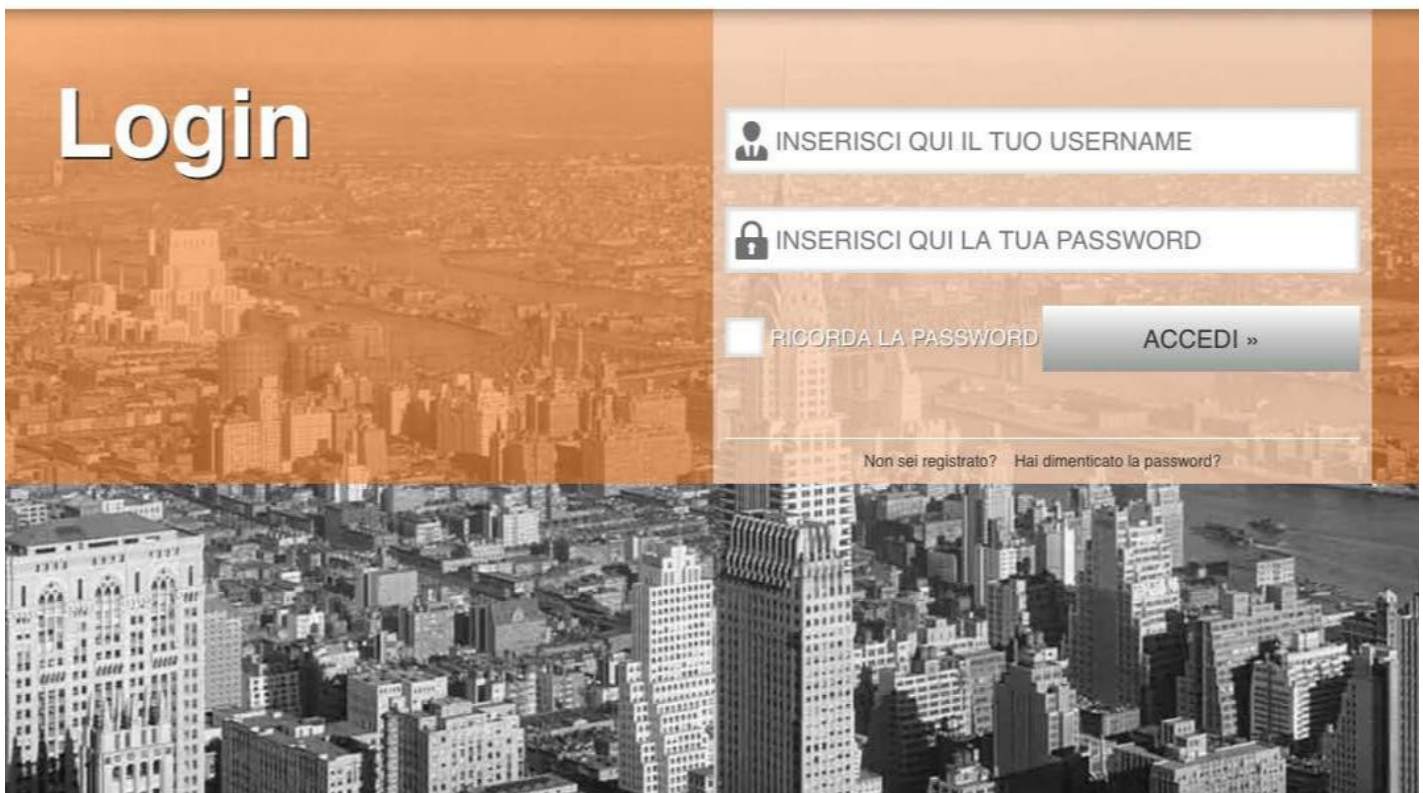 Login
INSERISCI QUI IL TUO USERNAME
INSERISCI QUI LA TUA PASSWORD
RICORDA LA PASSWORD
ACCEDI »
Non sei registrato? Hai dimenticato la password?